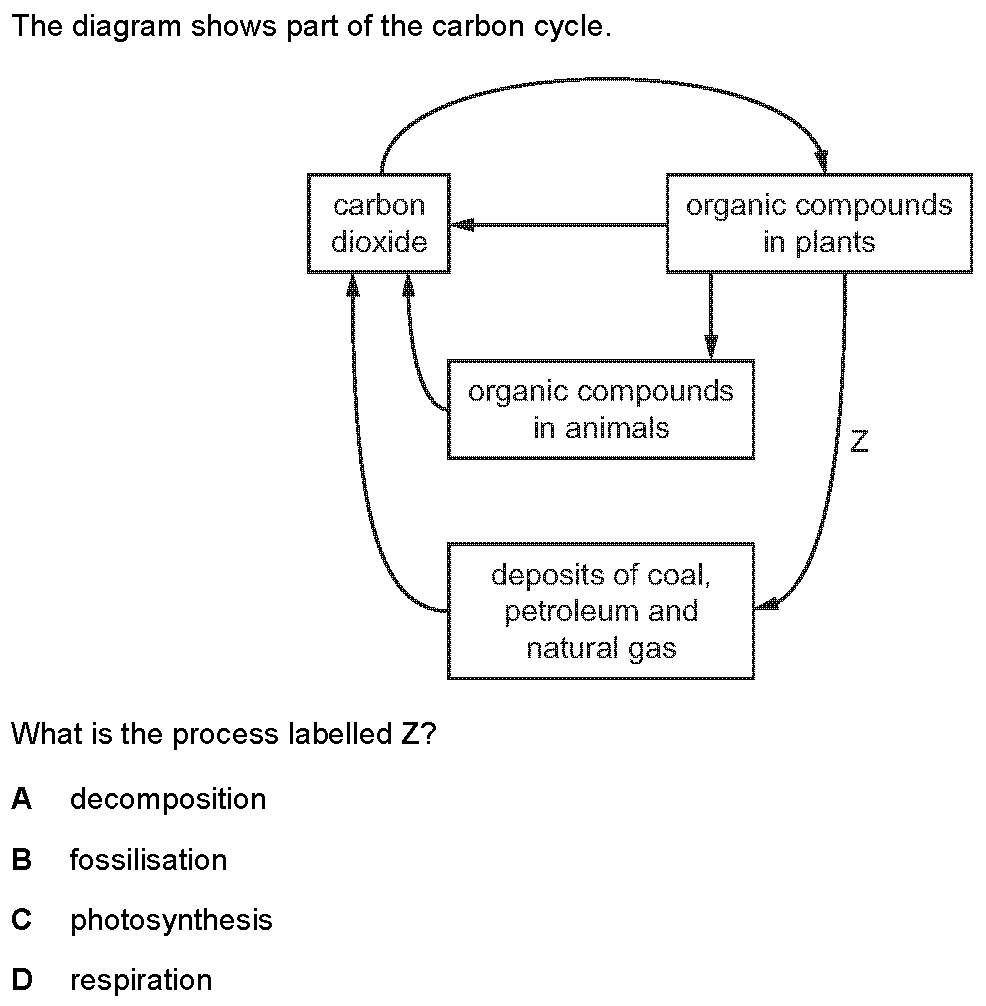 The diagram shows part of the carbon cycle.
carbon
dioxide
organic compounds
in plants
organic compounds
in animals
Z
deposits of coal,
petroleum and
natural gas
What is the process labelled Z?
A decomposition
B fossilisation
C photosynthesis
D respiration